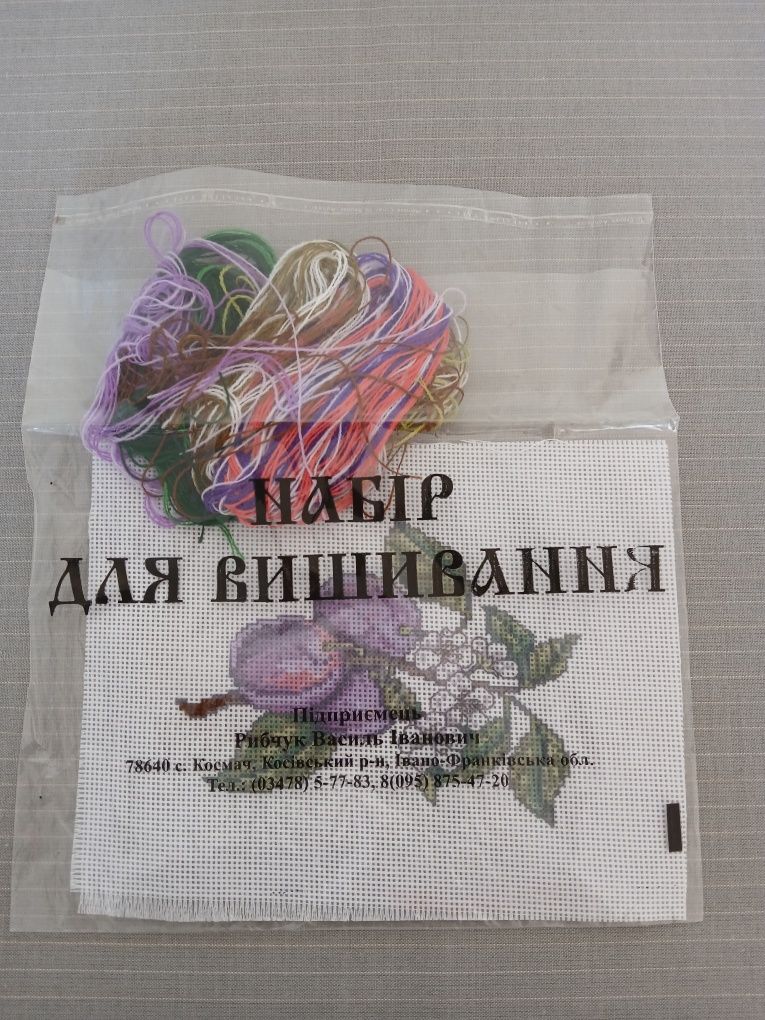 НАБІР
ДЛЯ ВИШИВАННЯ
Підприємець
Рибчук Василь Іванович
78640 с. Космач, Косівський р-н, Івано-Франківська обл.
Тел.: (03478) 5-77-83, 8(095) 875-47-20